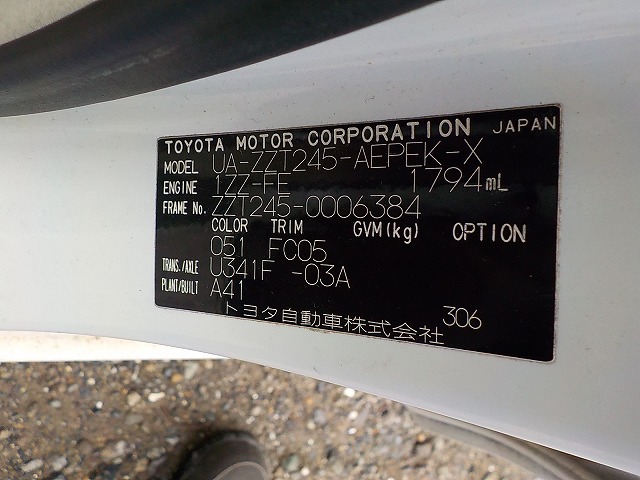 TOYOTA MOTOR CORPORATION JAPAN
MODEL UA-ZZT245-AEPEK-X
ENGINE 1ZZ-FE 1794mL
FRAME No. ZZT245-0006384
COLOR TRIM GVM(kg) OPTION
051 FC05
TRANS./AXLE U341F -03A
PLANT/BUILT A41
トヨタ自動車株式会社 306